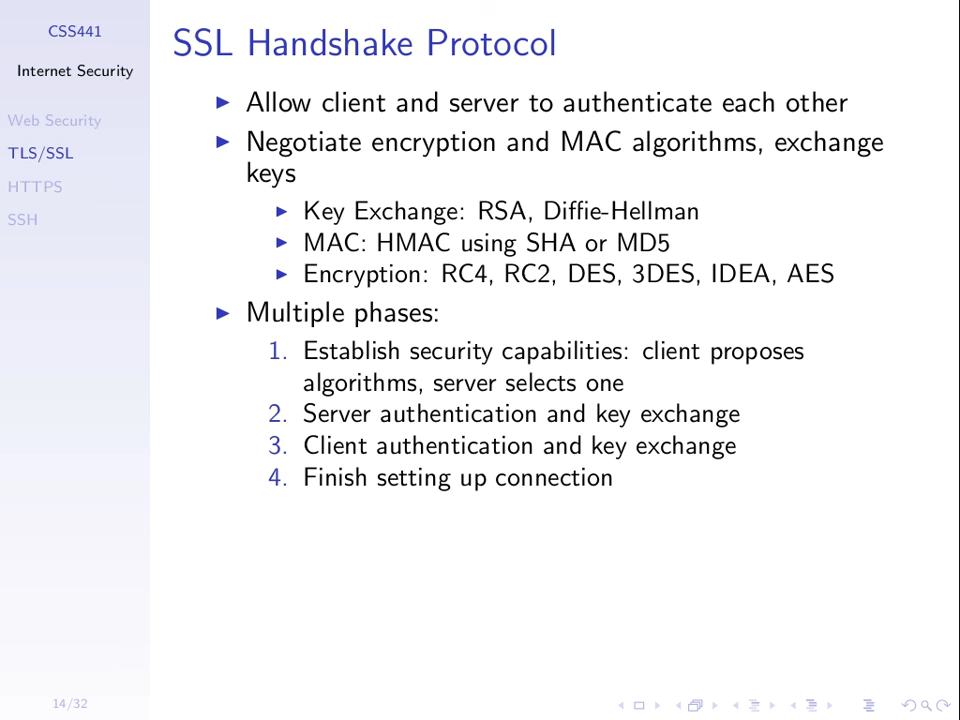 CSS441
Internet Security
Web Security
TLS/SSL
HTTPS
SSH
SSL Handshake Protocol
Allow client and server to authenticate each other
Negotiate encryption and MAC algorithms, exchange
keys
Key Exchange: RSA, Diffie-Hellman
MAC: HMAC using SHA or MD5
Encryption: RC4, RC2, DES, 3DES, IDEA, AES
Multiple phases:
1. Establish security capabilities: client proposes
algorithms, server selects one
2. Server authentication and key exchange
3. Client authentication and key exchange
4. Finish setting up connection
14/32